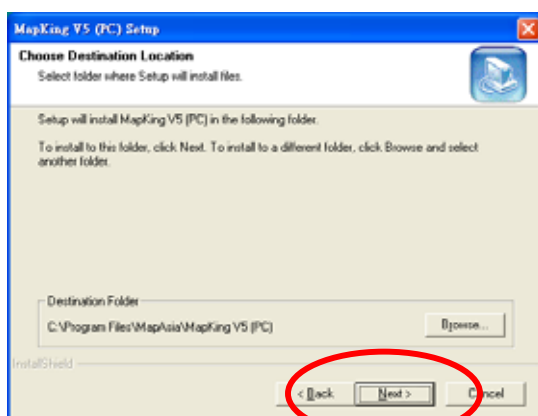 MapKing V5 (PC) Setup
Choose Destination Location
Select folder where Setup will install files.
Setup will install MapKing V5 (PC) in the following folder.
To install to this folder, click Next. To install to a different folder, click Browse and select
another folder.
Destination Folder
C:\Program Files\MapAsia\MapKing V5 (PC)
Browse...
InstallShield
< Back
Next >
Cancel